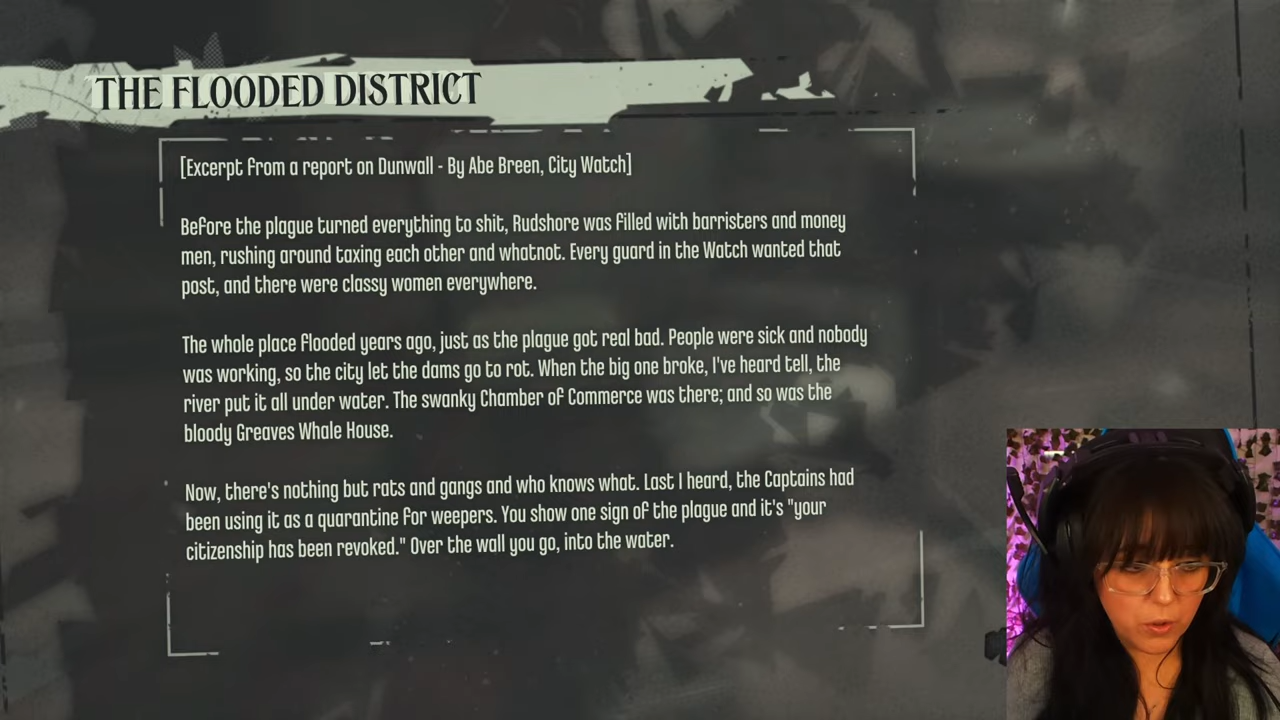 THE FLOODED DISTRICT
[Excerpt from a report on Dunwall - By Abe Breen, City Watch]
Before the plague turned everything to shit, Rudshore was filled with barristers and money
men, rushing around taxing each other and whatnot. Every guard in the Watch wanted that
post, and there were classy women everywhere.
The whole place flooded years ago, just as the plague got real bad. People were sick and nobody
was working, so the city let the dams go to rot. When the big one broke, I've heard tell, the
river put it all under water. The swanky Chamber of Commerce was there; and so was the
bloody Greaves Whale House.
Now, there's nothing but rats and gangs and who knows what. Last I heard, the Captains had
been using it as a quarantine for weepers. You show one sign of the plague and it's "your
citizenship has been revoked." Over the wall you go, into the water.